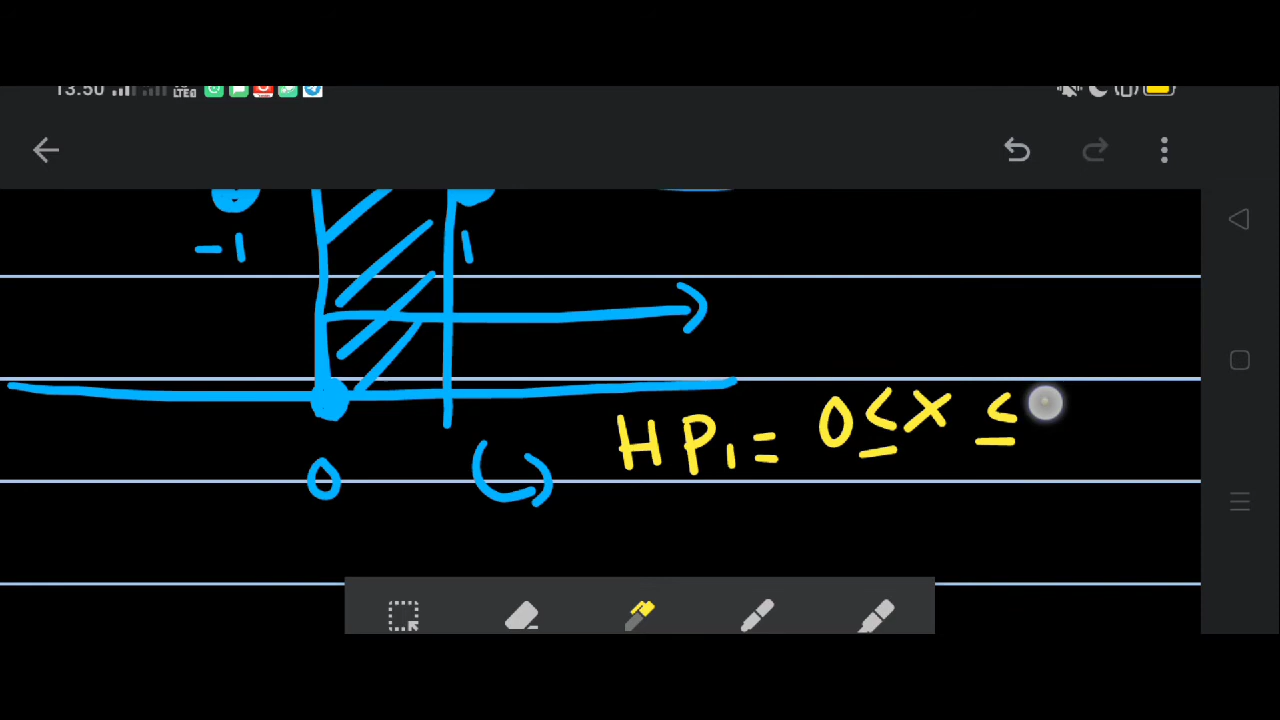 13.50
-1 1
HP1 = 0 ≤ x ≤
0